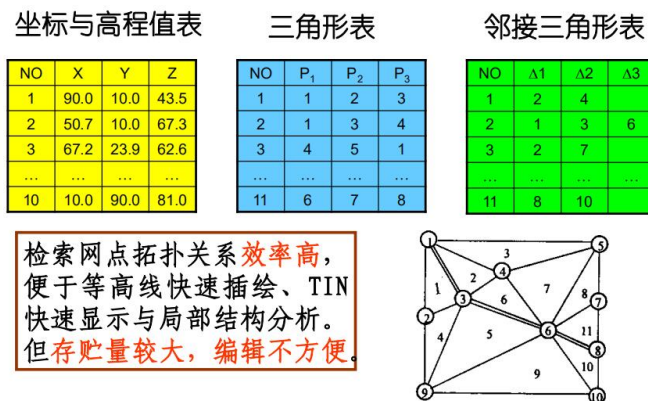 坐标与高程值表
三角形表
邻接三角形表
NO X Y Z
1 90.0 10.0 43.5
2 50.7 10.0 67.3
3 67.2 23.9 62.6
... ... ... ...
10 10.0 90.0 81.0
NO P₁ P₂ P₃
1 1 2 3
2 1 3 4
3 4 5 1
... ... ... ...
11 6 7 8
NO Δ1 Δ2 Δ3
1 2 4
2 1 3 6
3 2 7
... ... ...
11 8 10
检索网点拓扑关系效率高，
便于等高线快速插绘、TIN
快速显示与局部结构分析。
但存贮量较大，编辑不方便。
1 3 5
2 4
1 3 6 7 8 7
2 6 11
4 5 8
10
9
9 10